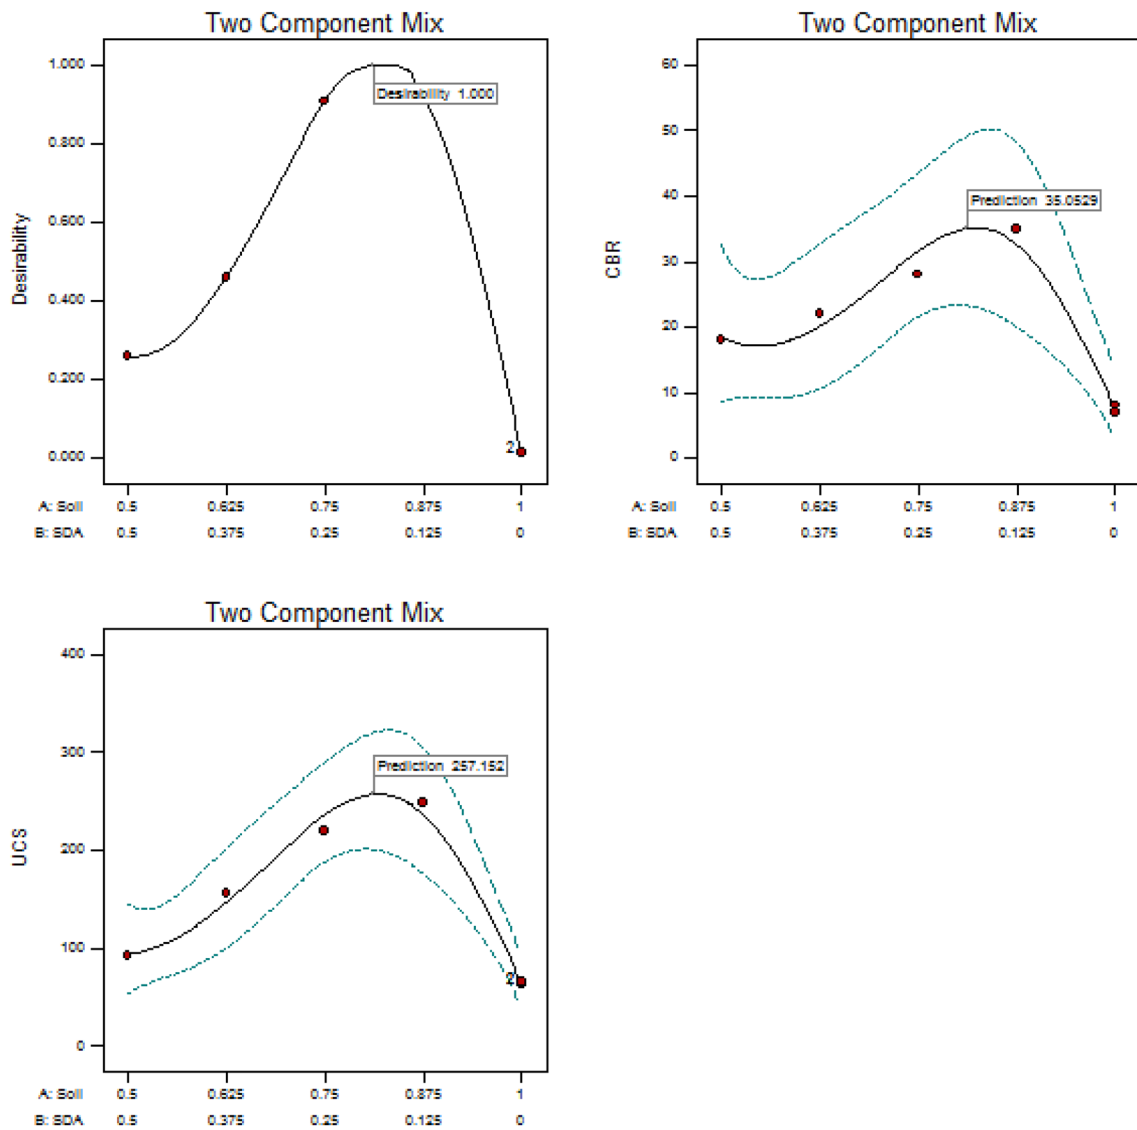 Two Component Mix
Desirability
1.000
0.800
0.600
0.400
0.200
0.000
Desirability 1.000
2
A: Soil 0.5 0.625 0.75 0.875 1
B: SDA 0.5 0.375 0.25 0.125 0
Two Component Mix
CBR
60
50
40
30
20
10
0
Prediction 35.0529
A: Soil 0.5 0.625 0.75 0.875 1
B: SDA 0.5 0.375 0.25 0.125 0
Two Component Mix
UCS
400
300
200
100
0
Prediction 257.152
2
A: Soil 0.5 0.625 0.75 0.875 1
B: SDA 0.5 0.375 0.25 0.125 0